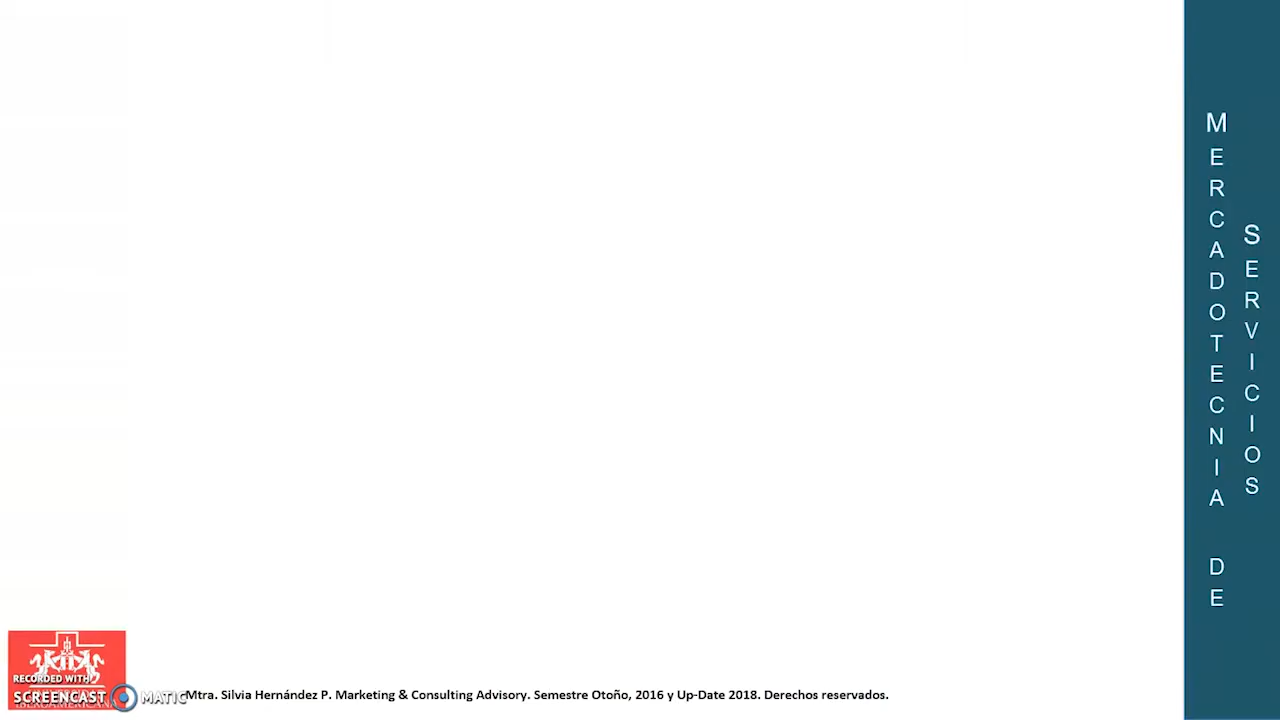 MERCADOTECNIA DE
SERVICIOS
RECORDED WITH
SCREENCAST MATIC
IBEROAMERICANA
Mtra. Silvia Hernández P. Marketing & Consulting Advisory. Semestre Otoño, 2016 y Up-Date 2018. Derechos reservados.